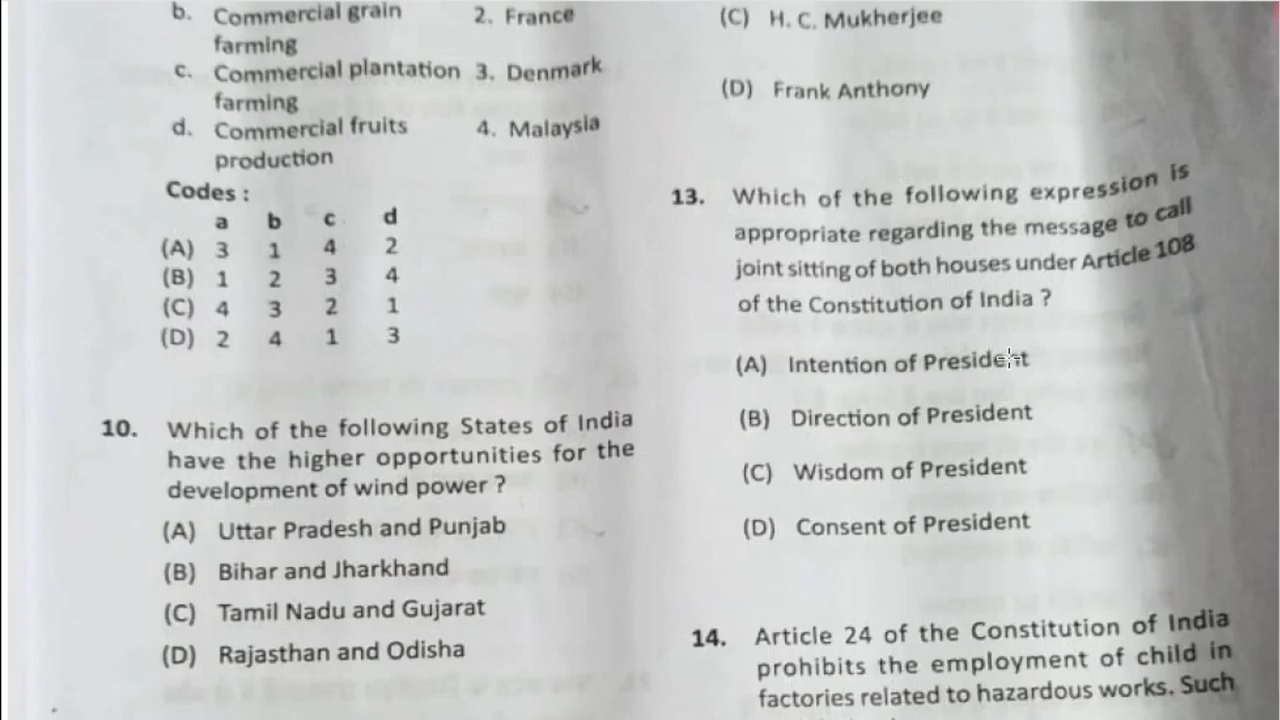 b. Commercial grain 2. France
farming
c. Commercial plantation 3. Denmark
farming
d. Commercial fruits 4. Malaysia
production
Codes :
a b c d
(A) 3 1 4 2
(B) 1 2 3 4
(C) 4 3 2 1
(D) 2 4 1 3
10. Which of the following States of India
have the higher opportunities for the
development of wind power ?
(A) Uttar Pradesh and Punjab
(B) Bihar and Jharkhand
(C) Tamil Nadu and Gujarat
(D) Rajasthan and Odisha
(C) H. C. Mukherjee
(D) Frank Anthony
13. Which of the following expression is
appropriate regarding the message to call
joint sitting of both houses under Article 108
of the Constitution of India ?
(A) Intention of President
(B) Direction of President
(C) Wisdom of President
(D) Consent of President
14. Article 24 of the Constitution of India
prohibits the employment of child in
factories related to hazardous works. Such